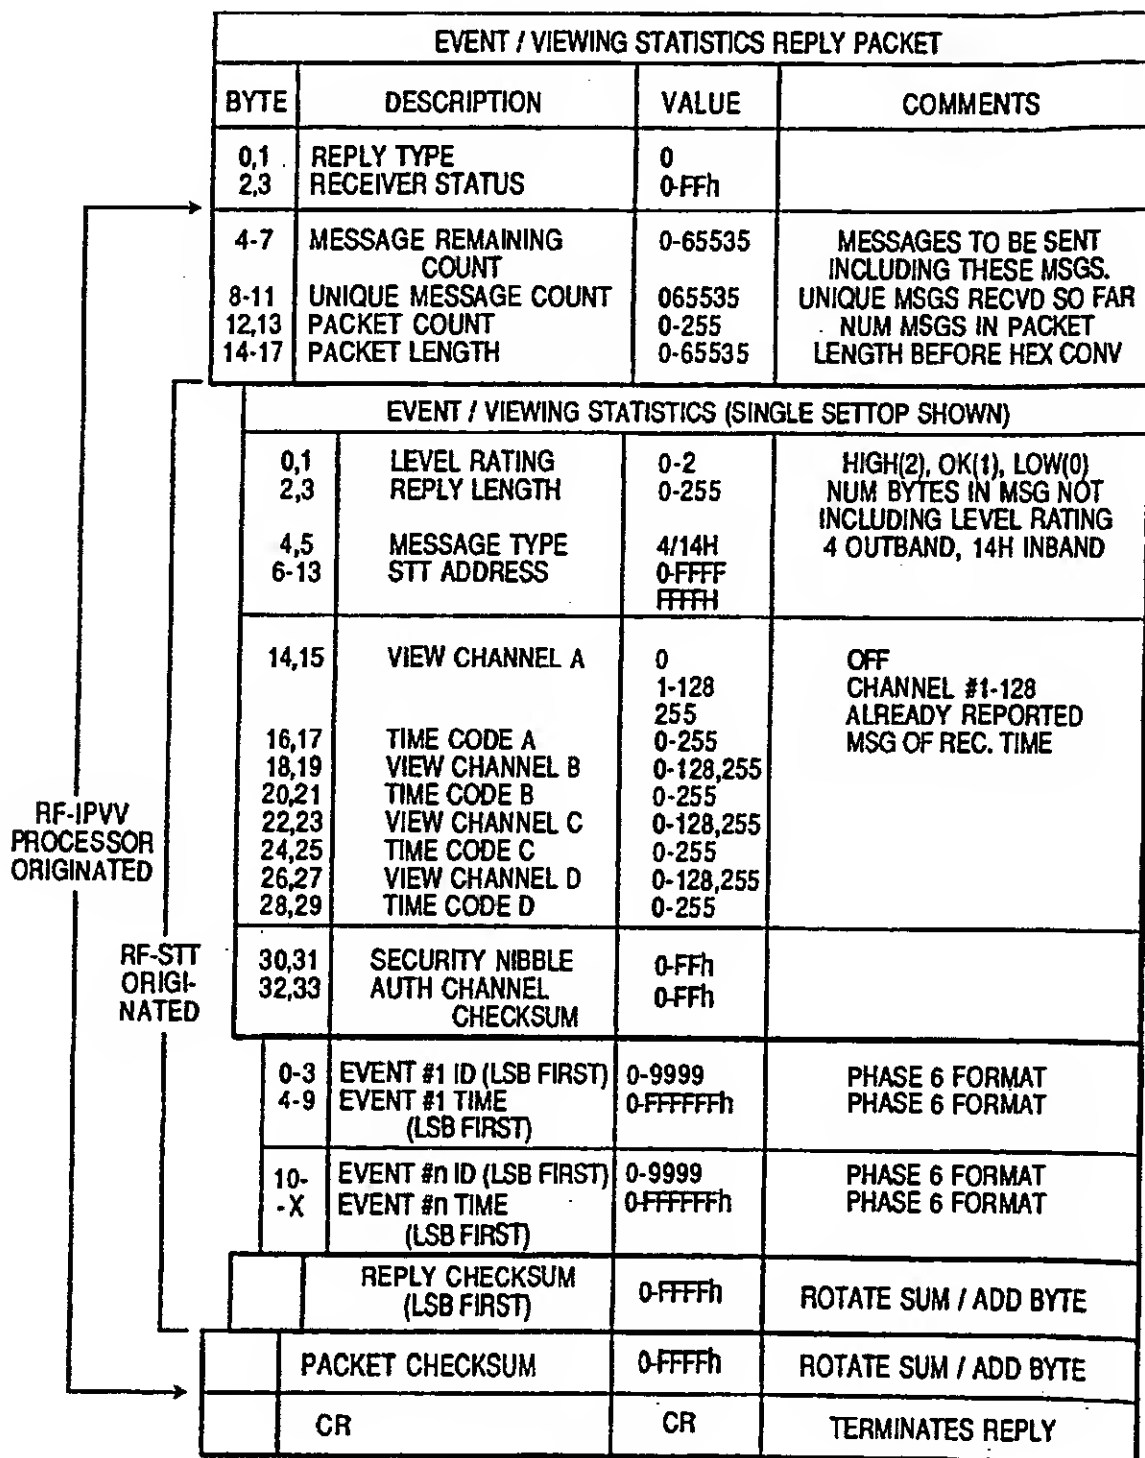 EVENT / VIEWING STATISTICS REPLY PACKET
BYTE DESCRIPTION VALUE COMMENTS
0,1 REPLY TYPE 0
2,3 RECEIVER STATUS 0-FFh
4-7 MESSAGE REMAINING 0-65535 MESSAGES TO BE SENT
COUNT INCLUDING THESE MSGS.
8-11 UNIQUE MESSAGE COUNT 065535 UNIQUE MSGS RECVD SO FAR
12,13 PACKET COUNT 0-255 NUM MSGS IN PACKET
14-17 PACKET LENGTH 0-65535 LENGTH BEFORE HEX CONV
EVENT / VIEWING STATISTICS (SINGLE SETTOP SHOWN)
0,1 LEVEL RATING 0-2 HIGH(2), OK(1), LOW(0)
2,3 REPLY LENGTH 0-255 NUM BYTES IN MSG NOT
INCLUDING LEVEL RATING
4,5 MESSAGE TYPE 4/14H 4 OUTBAND, 14H INBAND
6-13 STT ADDRESS 0-FFFF
FFFFH
14,15 VIEW CHANNEL A 0 OFF
1-128 CHANNEL #1-128
255 ALREADY REPORTED
16,17 TIME CODE A 0-255 MSG OF REC. TIME
18,19 VIEW CHANNEL B 0-128,255
20,21 TIME CODE B 0-255
22,23 VIEW CHANNEL C 0-128,255
24,25 TIME CODE C 0-255
26,27 VIEW CHANNEL D 0-128,255
28,29 TIME CODE D 0-255
RF-IPVV
PROCESSOR
ORIGINATED
RF-STT
ORIGI-
NATED
30,31 SECURITY NIBBLE 0-FFh
32,33 AUTH CHANNEL 0-FFh
CHECKSUM
0-3 EVENT #1 ID (LSB FIRST) 0-9999 PHASE 6 FORMAT
4-9 EVENT #1 TIME 0-FFFFFFh PHASE 6 FORMAT
(LSB FIRST)
10- EVENT #n ID (LSB FIRST) 0-9999 PHASE 6 FORMAT
-X EVENT #n TIME 0-FFFFFFh PHASE 6 FORMAT
(LSB FIRST)
REPLY CHECKSUM 0-FFFFh ROTATE SUM / ADD BYTE
(LSB FIRST)
PACKET CHECKSUM 0-FFFFh ROTATE SUM / ADD BYTE
CR CR TERMINATES REPLY